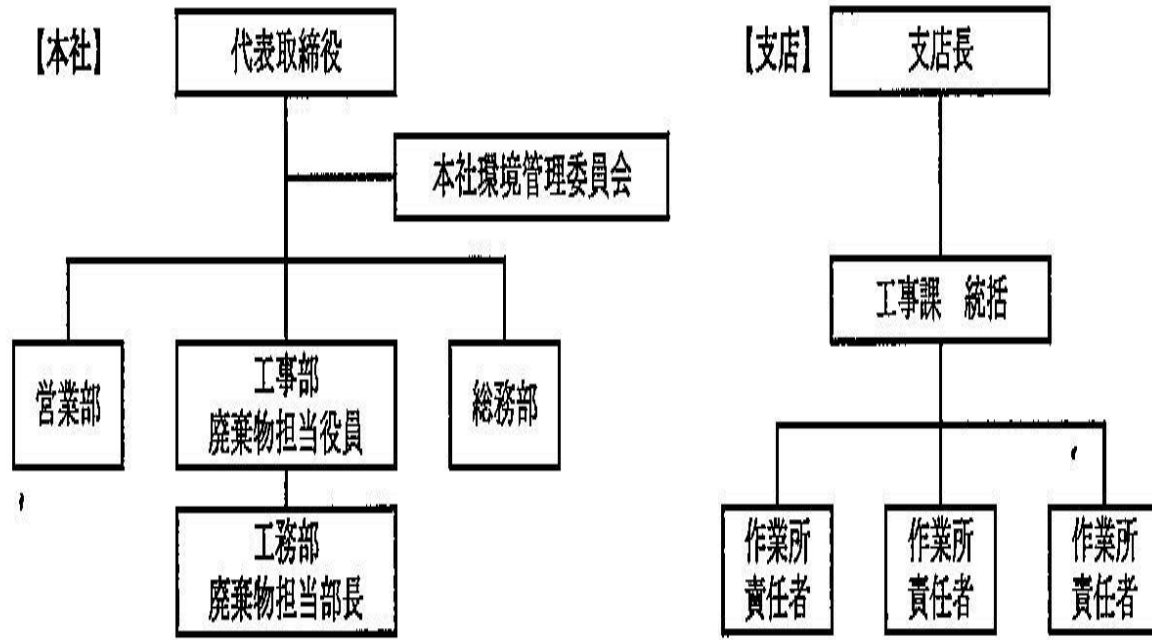 【本社】
代表取締役
本社環境管理委員会
営業部
工事部
廃棄物担当役員
総務部
工務部
廃棄物担当部長
【支店】
支店長
工事課　統括
作業所
責任者
作業所
責任者
作業所
責任者